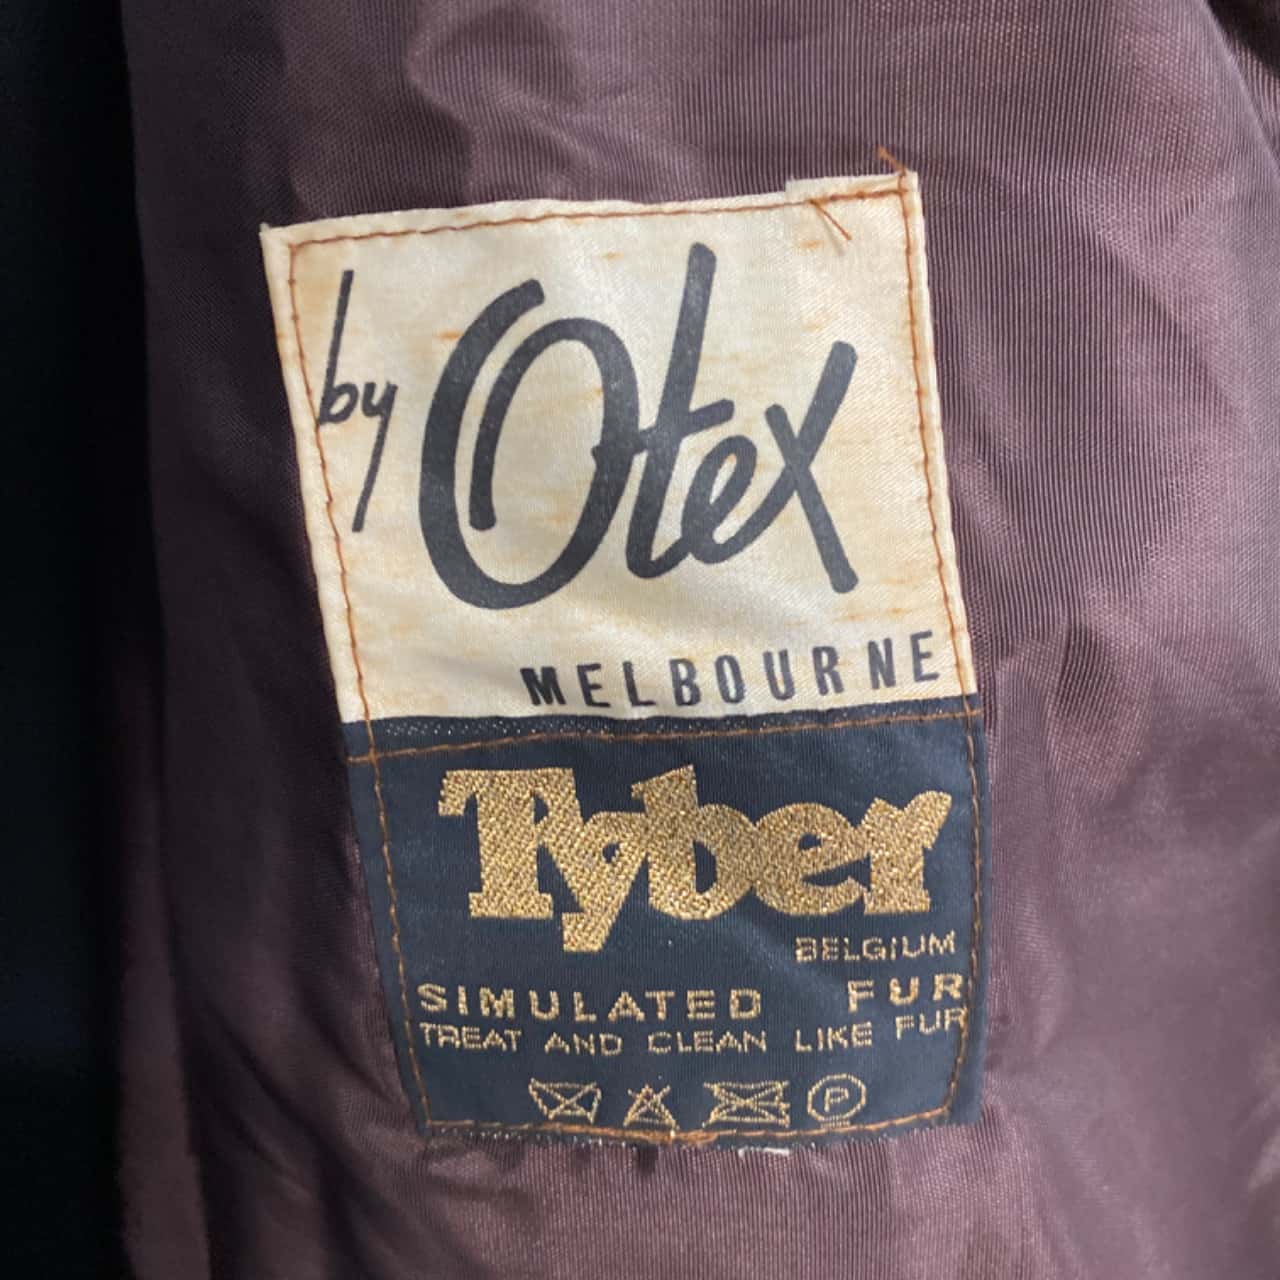 by Otex
MELBOURNE
Tyber
BELGIUM
SIMULATED FUR
TREAT AND CLEAN LIKE FUR
P